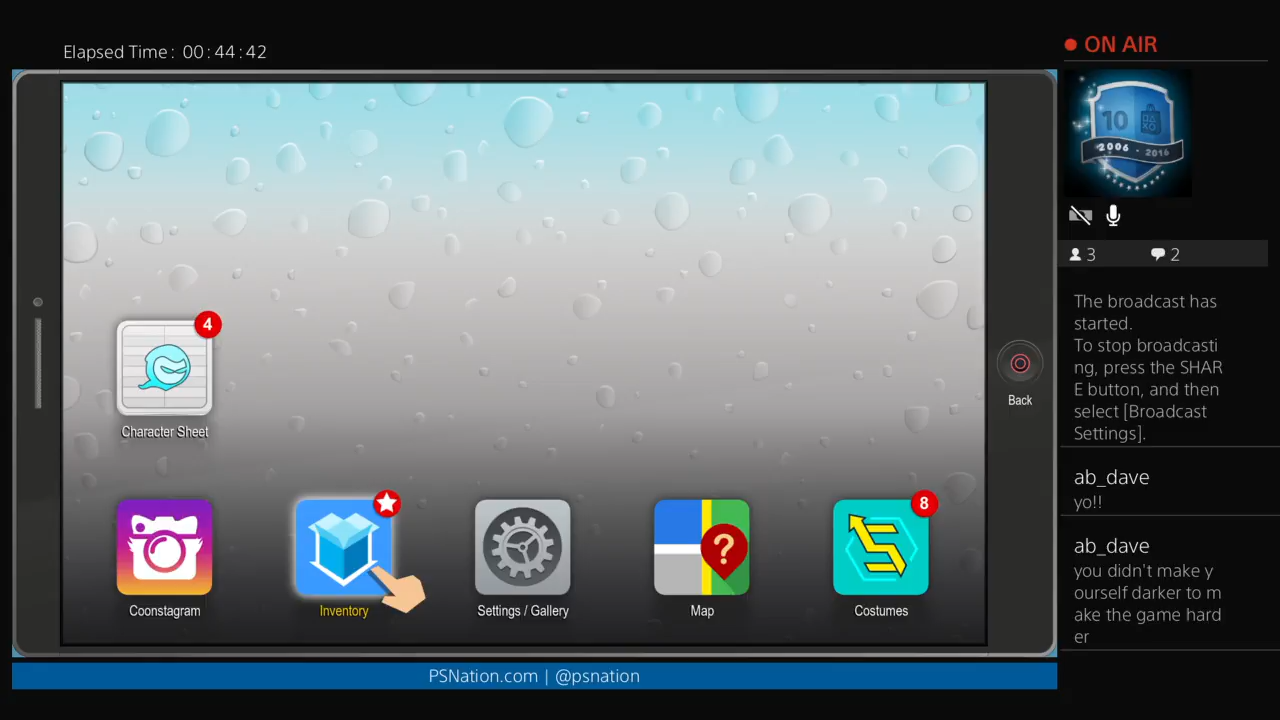 Elapsed Time: 00:44:42
ON AIR
10
2006 - 2016
3
2
The broadcast has
started.
To stop broadcasti
ng, press the SHAR
E button, and then
select [Broadcast
Settings].
ab_dave
yo!!
ab_dave
you didn't make y
ourself darker to m
ake the game hard
er
4
Character Sheet
Back
Coonstagram
Inventory
Settings / Gallery
?
Map
8
Costumes
PSNation.com | @psnation